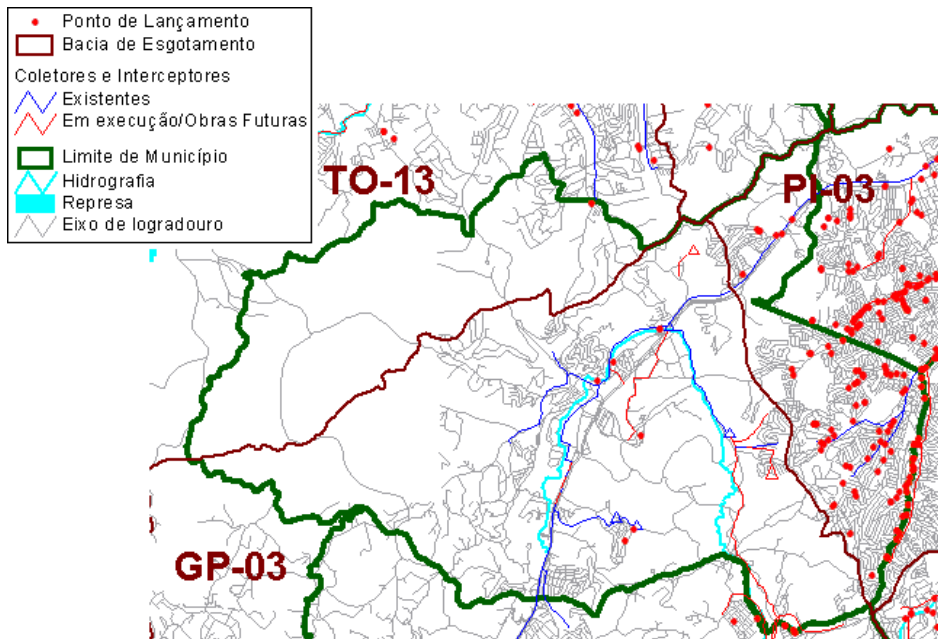 Ponto de Lançamento
Bacia de Esgotamento
Coletores e Interceptores
Existentes
Em execução/Obras Futuras
Limite de Município
Hidrografia
Represa
Eixo de logradouro
TO-13
PI-03
GP-03